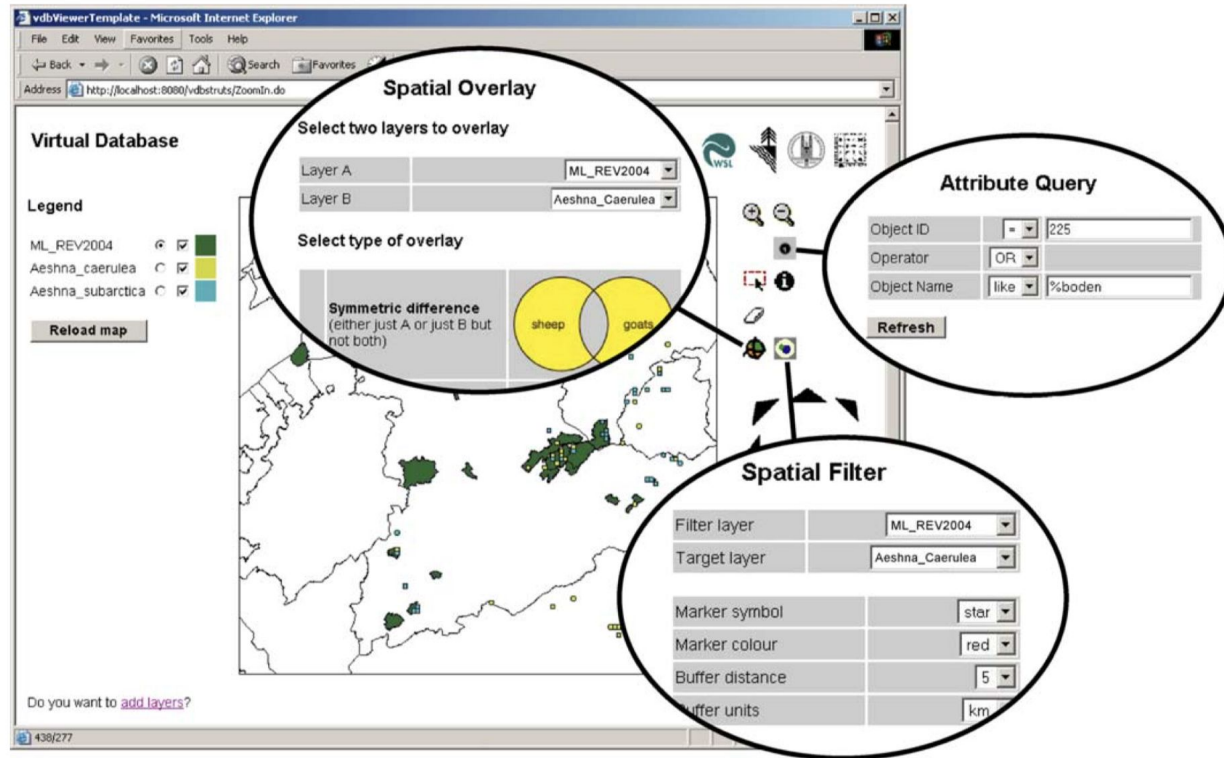 vdbViewerTemplate - Microsoft Internet Explorer
File Edit View Favorites Tools Help
Back Search Favorites
Address http://localhost:8080/vdbstruts/ZoomIn.do
Virtual Database
Legend
ML_REV2004
Aeshna_caerulea
Aeshna_subarctica
Reload map
Do you want to add layers?
438/277
Spatial Overlay
Select two layers to overlay
Layer A ML_REV2004
Layer B Aeshna_Caerulea
Select type of overlay
Symmetric difference
(either just A or just B but
not both)
sheep goats
WSL
Attribute Query
Object ID = 225
Operator OR
Object Name like %boden
Refresh
Spatial Filter
Filter layer ML_REV2004
Target layer Aeshna_Caerulea
Marker symbol star
Marker colour red
Buffer distance 5
Buffer units km